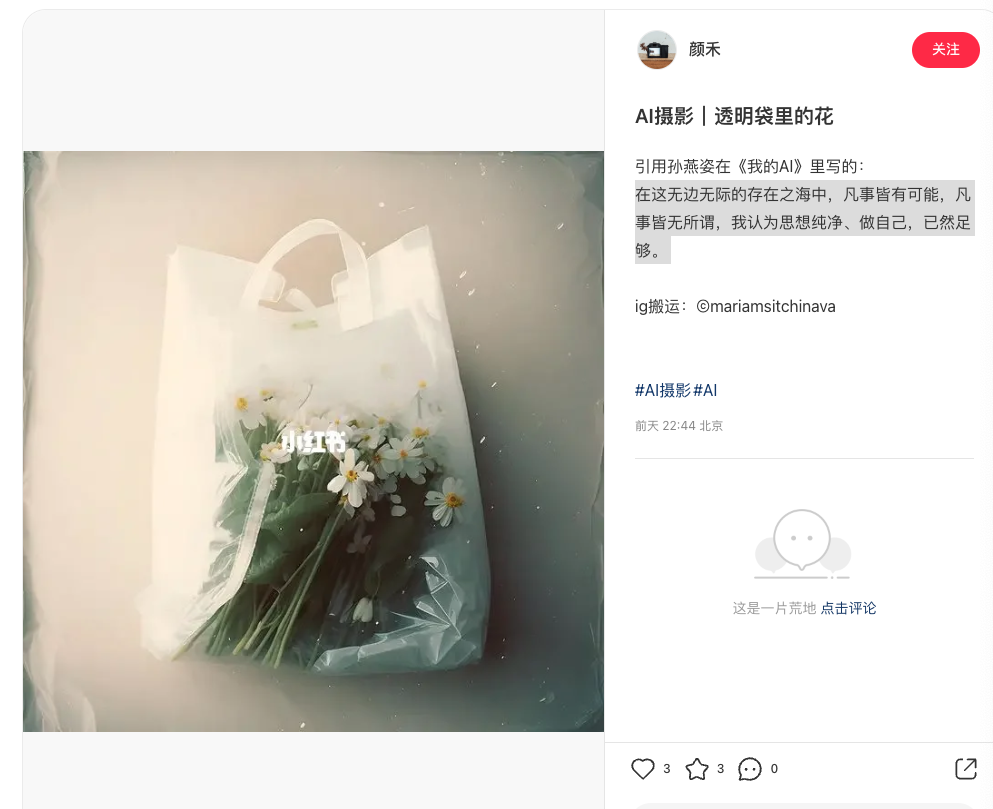 颜禾
关注
AI摄影｜透明袋里的花
引用孙燕姿在《我的AI》里写的：
在这无边无际的存在之海中，凡事皆有可能，凡
事皆无所谓，我认为思想纯净、做自己，已然足
够。
ig搬运：©mariamsitchinava
#AI摄影 #AI
前天 22:44 北京
小红书
这是一片荒地 点击评论
3 3 0